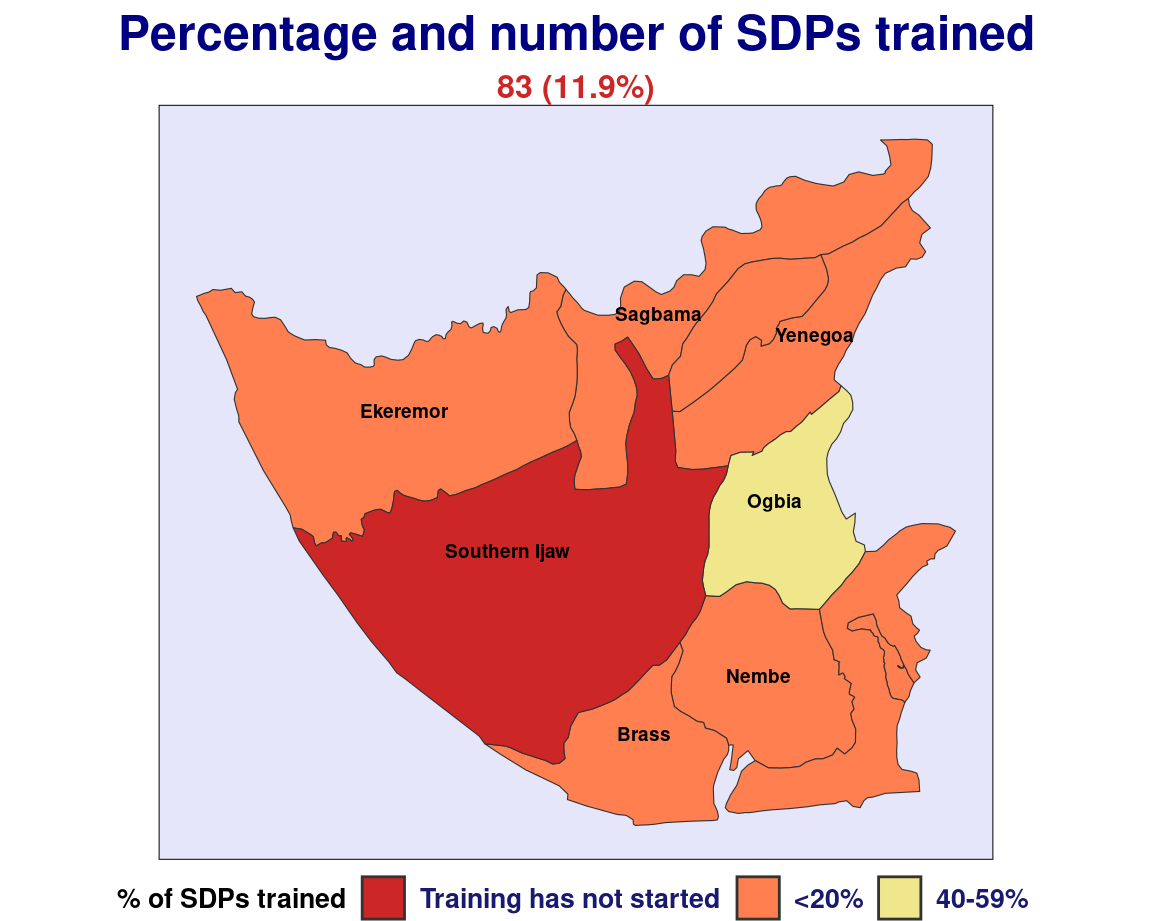 Percentage and number of SDPs trained
83 (11.9%)
Sagbama
Yenegoa
Ekeremor
Ogbia
Southern Ijaw
Nembe
Brass
% of SDPs trained Training has not started <20% 40-59%